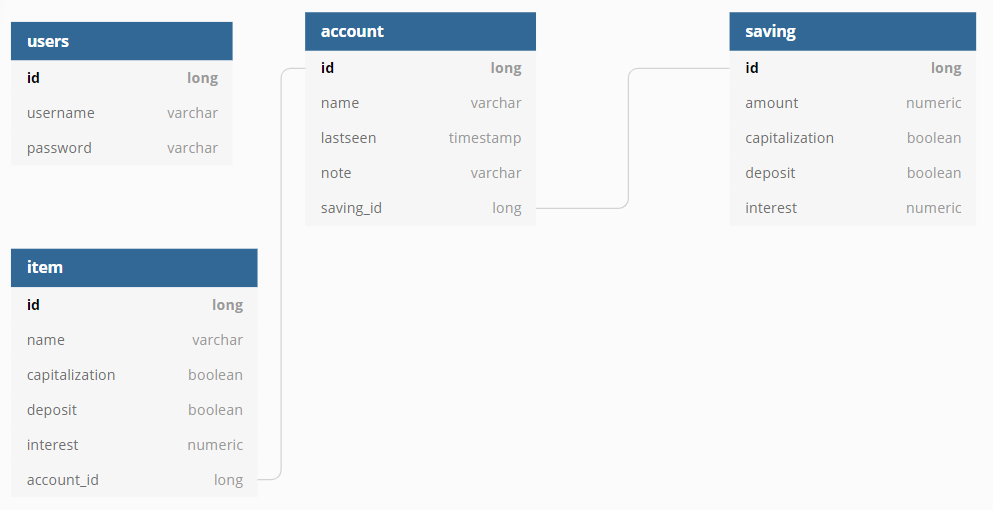 users
id long
username varchar
password varchar
account
id long
name varchar
lastseen timestamp
note varchar
saving_id long
saving
id long
amount numeric
capitalization boolean
deposit boolean
interest numeric
item
id long
name varchar
capitalization boolean
deposit boolean
interest numeric
account_id long